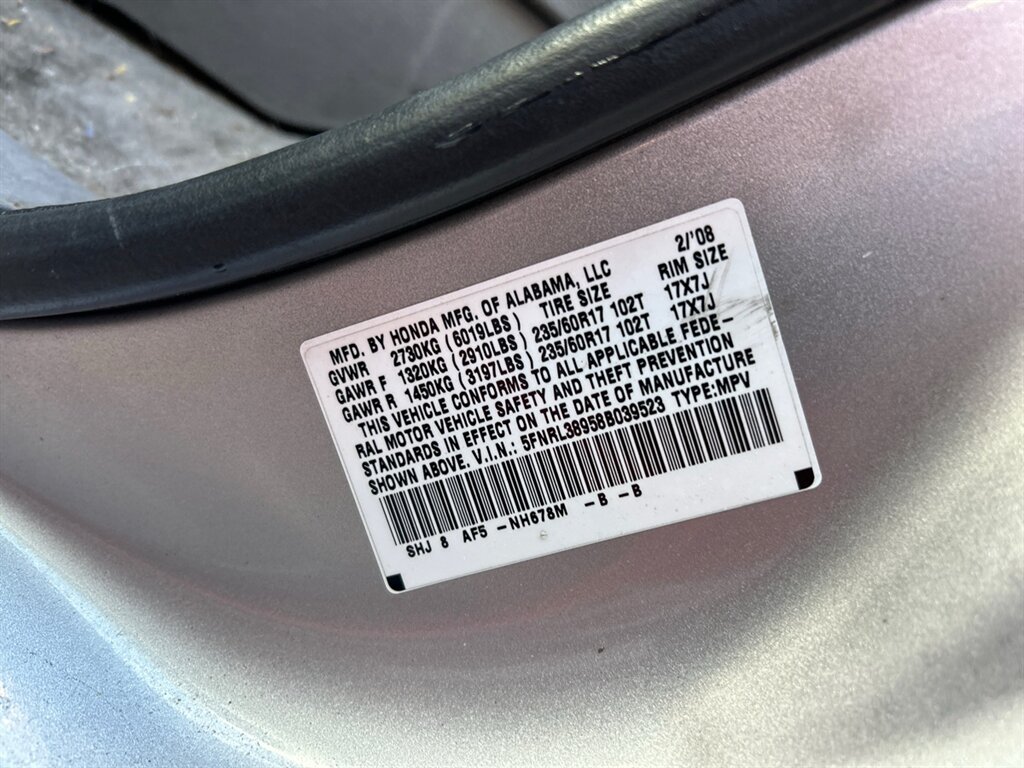 MFD. BY HONDA MFG. OF ALABAMA, LLC 2/'08
GVWR 2730KG (6019LBS) TIRE SIZE RIM SIZE
GAWR F 1320KG (2910LBS) 235/60R17 102T 17X7J
GAWR R 1450KG (3197LBS) 235/60R17 102T 17X7J
THIS VEHICLE CONFORMS TO ALL APPLICABLE FEDE-
RAL MOTOR VEHICLE SAFETY AND THEFT PREVENTION
STANDARDS IN EFFECT ON THE DATE OF MANUFACTURE
SHOWN ABOVE. V.I.N.: 5FNRL38958B039523 TYPE:MPV
SHJ 8 AF5 -NH678M -B -B